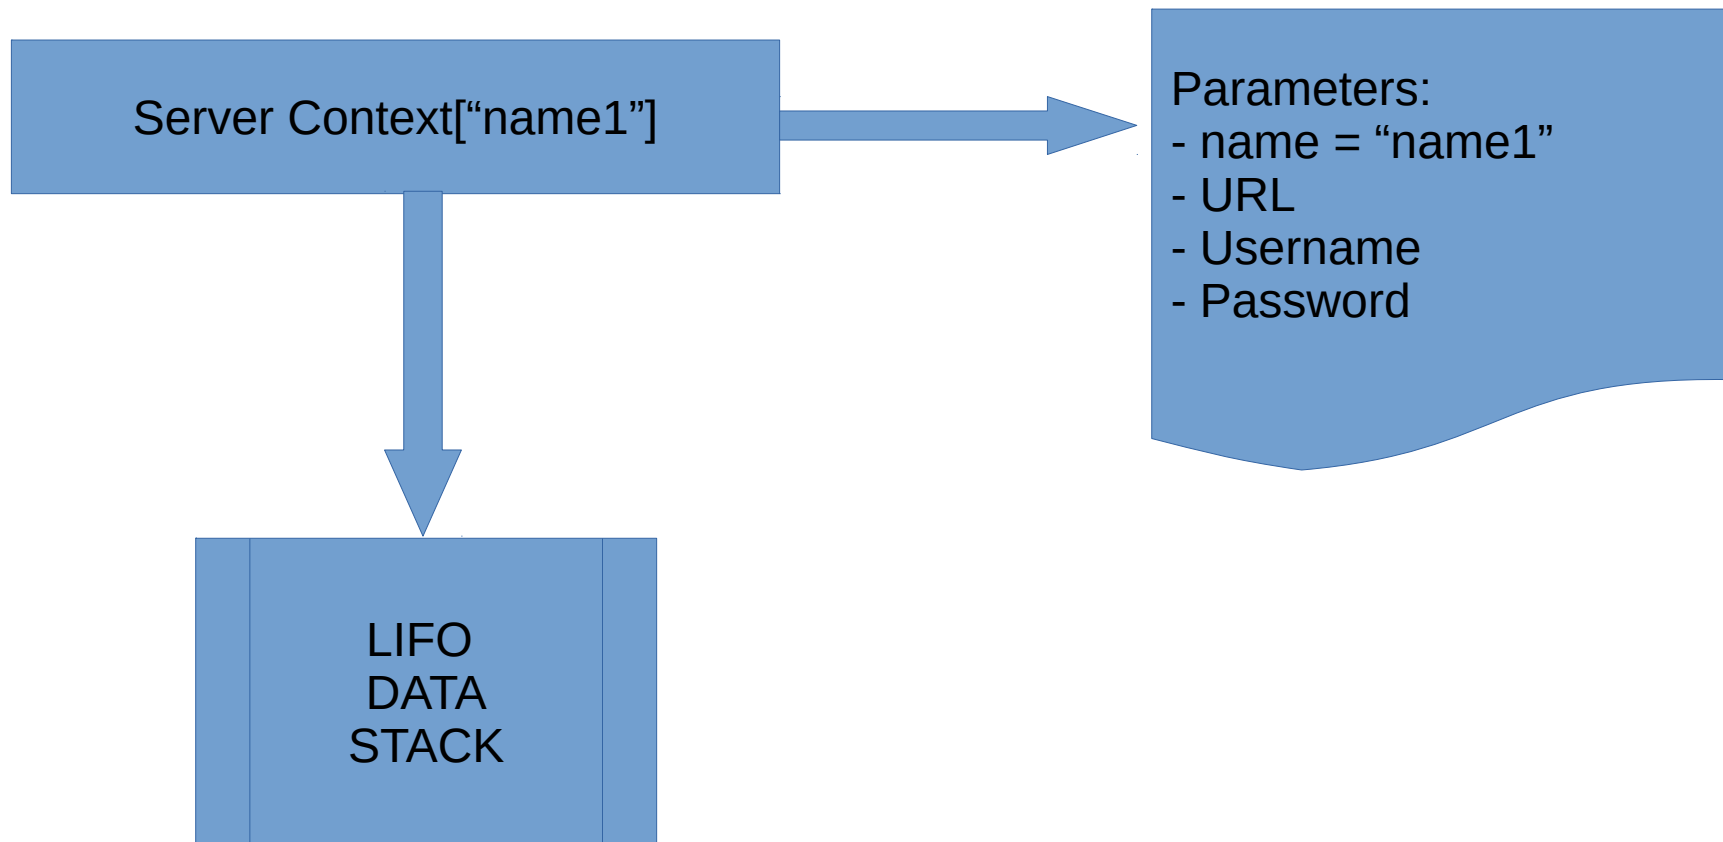 Server Context[“name1”]
Parameters:
- name = “name1”
- URL
- Username
- Password
LIFO
DATA
STACK